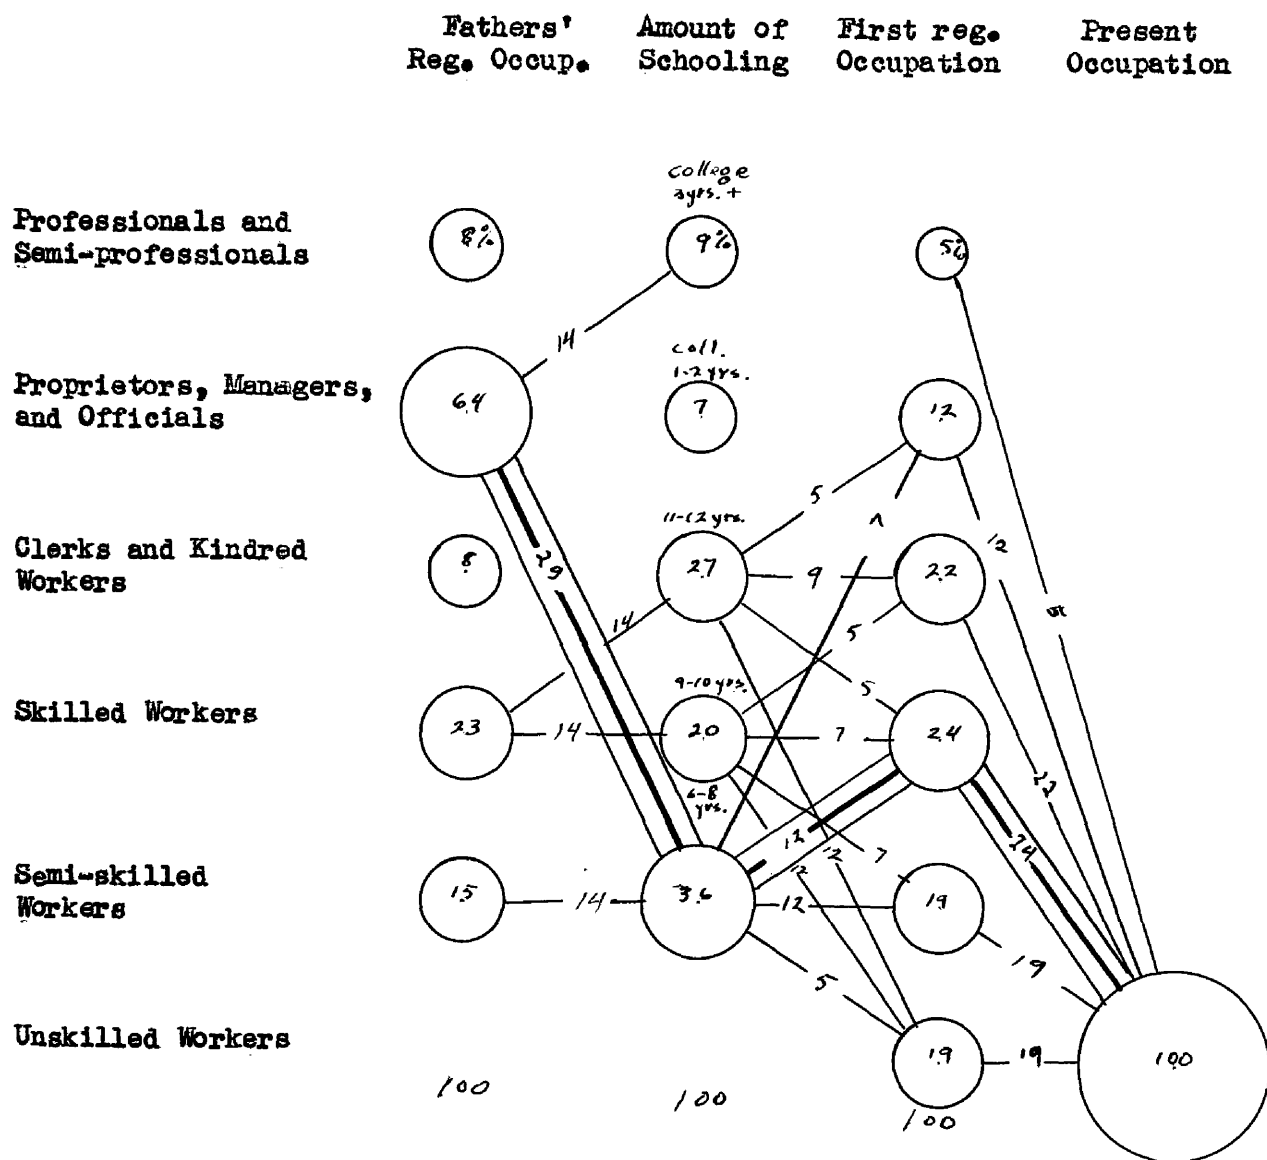 Fathers' Amount of First reg. Present
Reg. Occup. Schooling Occupation Occupation
college
3yrs. +
Professionals and
Semi-professionals
8% 9% 5%
14
coll.
1-2 yrs.
Proprietors, Managers,
and Officials
64 7 12
5
11-12 yrs.
12
Clerks and Kindred
Workers
8 27 9 22
29
14 5
5
9-10 yrs.
Skilled Workers
23 14 20 7 24
22
6-8
yrs.
12 12 7 24
12
Semi-skilled
Workers
15 14 36 12 19
5 19
Unskilled Workers
19 19 100
100 100 100